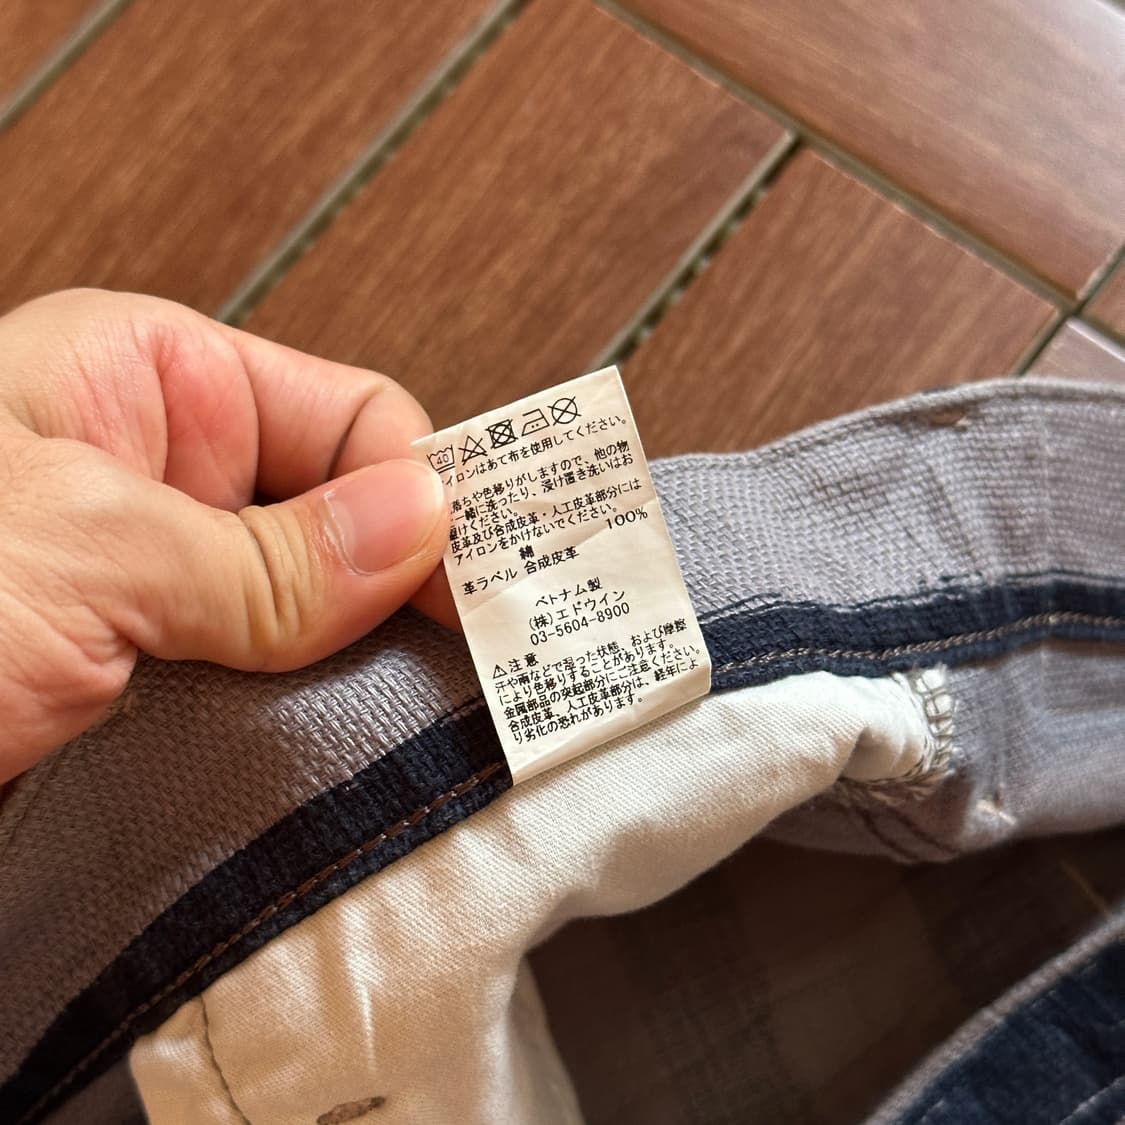 40
イロンはあて布を使用してください。
落ちや色移りがしますので、他の物
一緒に洗ったり、浸け置き洗いはお
避けください。
皮革及び合成皮革・人工皮革部分には
アイロンをかけないでください。
綿 100%
革ラベル 合成皮革
ベトナム製
(株)エドウイン
03-5604-8900
⚠注意
汗や雨などで湿った状態、および摩擦
により色移りすることがあります。
金属部品の突起部分にご注意ください。
合成皮革、人工皮革部分は、経年によ
り劣化の恐れがあります。